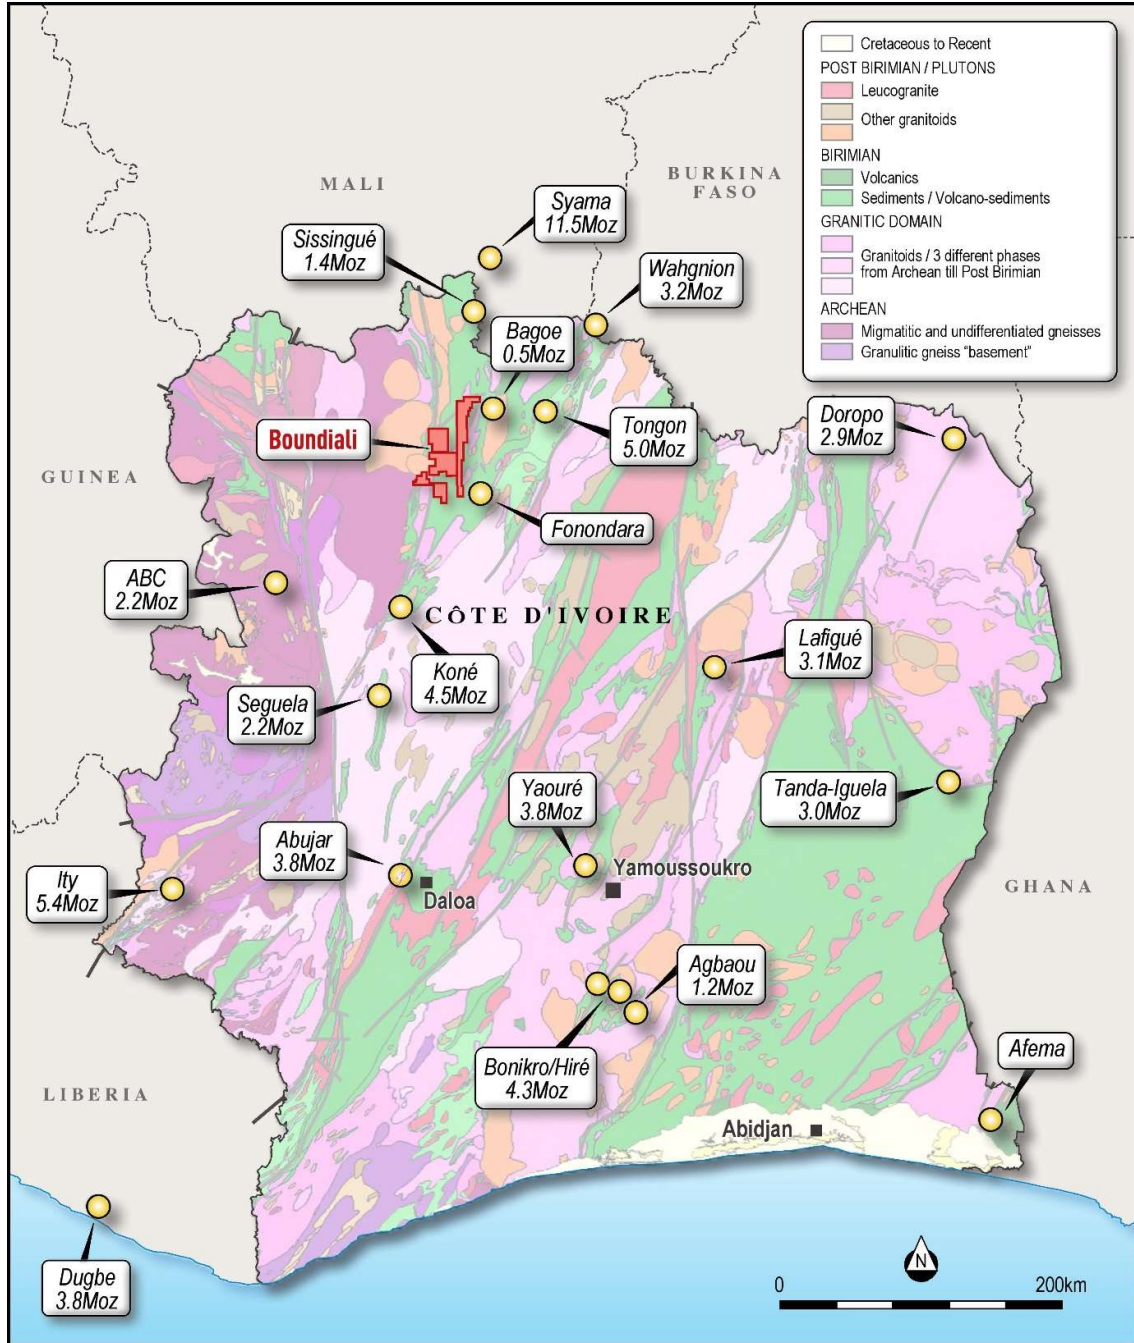 Cretaceous to Recent
POST BIRIMIAN / PLUTONS
Leucogranite
Other granitoids
BIRIMIAN
Volcanics
Sediments / Volcano-sediments
GRANITIC DOMAIN
Granitoids / 3 different phases
from Archean till Post Birimian
ARCHEAN
Migmatitic and undifferentiated gneisses
Granulitic gneiss "basement"
MALI
BURKINA
FASO
Syama
11.5Moz
Sissingué
1.4Moz
Wahgnion
3.2Moz
Bagoe
0.5Moz
Boundiali
Tongon
5.0Moz
Doropo
2.9Moz
GUINEA
Fonondara
ABC
2.2Moz
CÔTE D'IVOIRE
Koné
4.5Moz
Lafigué
3.1Moz
Seguela
2.2Moz
Yaouré
3.8Moz
Tanda-Iguela
3.0Moz
Abujar
3.8Moz
Yamoussoukro
Daloa
Ity
5.4Moz
GHANA
Agbaou
1.2Moz
Bonikro/Hiré
4.3Moz
Afema
LIBERIA
Abidjan
Dugbe
3.8Moz
N
0 200km